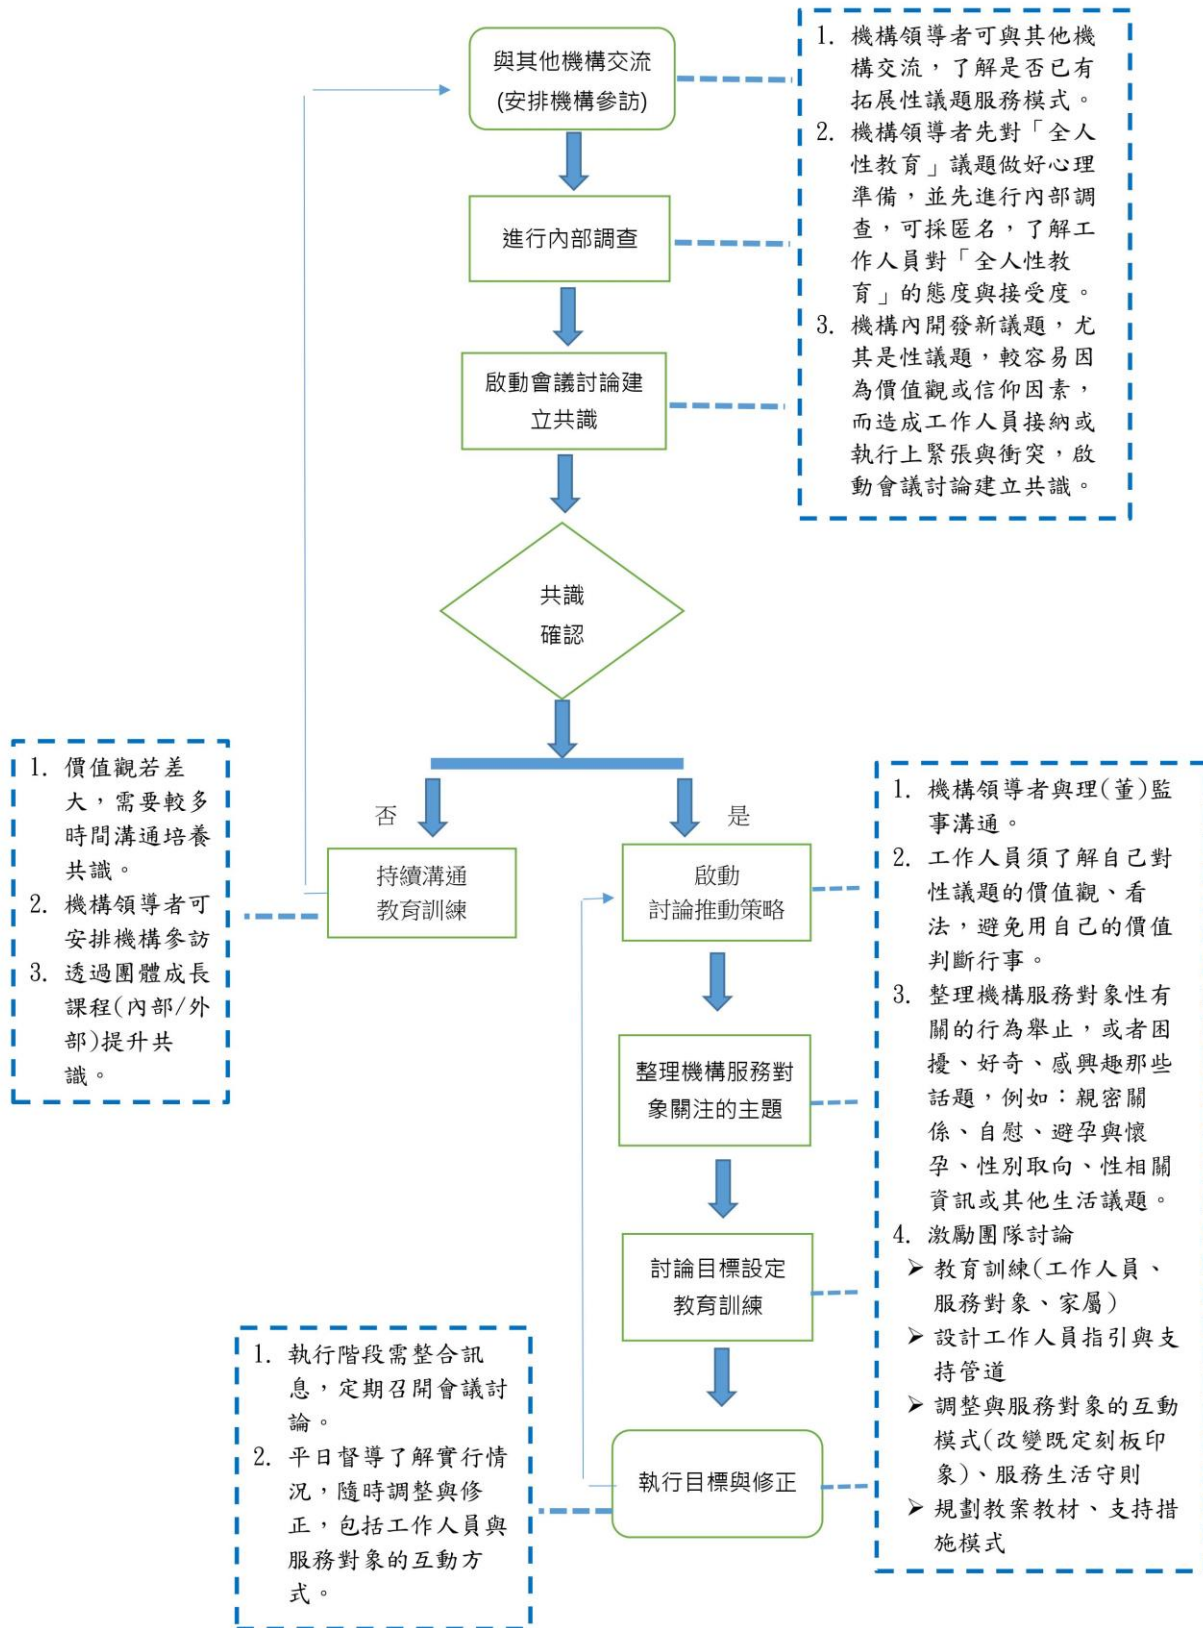 與其他機構交流
(安排機構參訪)
1. 機構領導者可與其他機
構交流，了解是否已有
拓展性議題服務模式。
2. 機構領導者先對「全人
性教育」議題做好心理
準備，並先進行內部調
查，可採匿名，了解工
作人員對「全人性教
育」的態度與接受度。
3. 機構內開發新議題，尤
其是性議題，較容易因
為價值觀或信仰因素，
而造成工作人員接納或
執行上緊張與衝突，啟
動會議討論建立共識。
進行內部調查
啟動會議討論建
立共識
共識
確認
否
是
1. 價值觀若差
大，需要較多
時間溝通培養
共識。
2. 機構領導者可
安排機構參訪
3. 透過團體成長
課程(內部/外
部)提升共
識。
持續溝通
教育訓練
啟動
討論推動策略
1. 機構領導者與理(董)監
事溝通。
2. 工作人員須了解自己對
性議題的價值觀、看
法，避免用自己的價值
判斷行事。
3. 整理機構服務對象性有
關的行為舉止，或者困
擾、好奇、感興趣那些
話題，例如：親密關
係、自慰、避孕與懷
孕、性別取向、性相關
資訊或其他生活議題。
4. 激勵團隊討論
➢ 教育訓練(工作人員、
服務對象、家屬)
➢ 設計工作人員指引與支
持管道
➢ 調整與服務對象的互動
模式(改變既定刻板印
象)、服務生活守則
➢ 規劃教案教材、支持措
施模式
整理機構服務對
象關注的主題
討論目標設定
教育訓練
執行目標與修正
1. 執行階段需整合訊
息，定期召開會議討
論。
2. 平日督導了解實行情
況，隨時調整與修
正，包括工作人員與
服務對象的互動方
式。